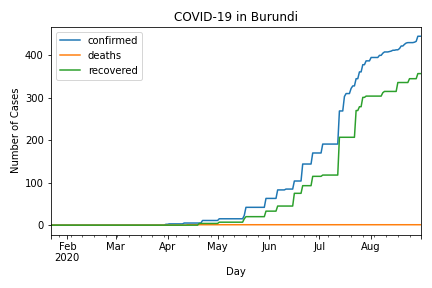 COVID-19 in Burundi
confirmed
deaths
recovered
Number of Cases
400
300
200
100
0
Feb Mar Apr May Jun Jul Aug
2020
Day